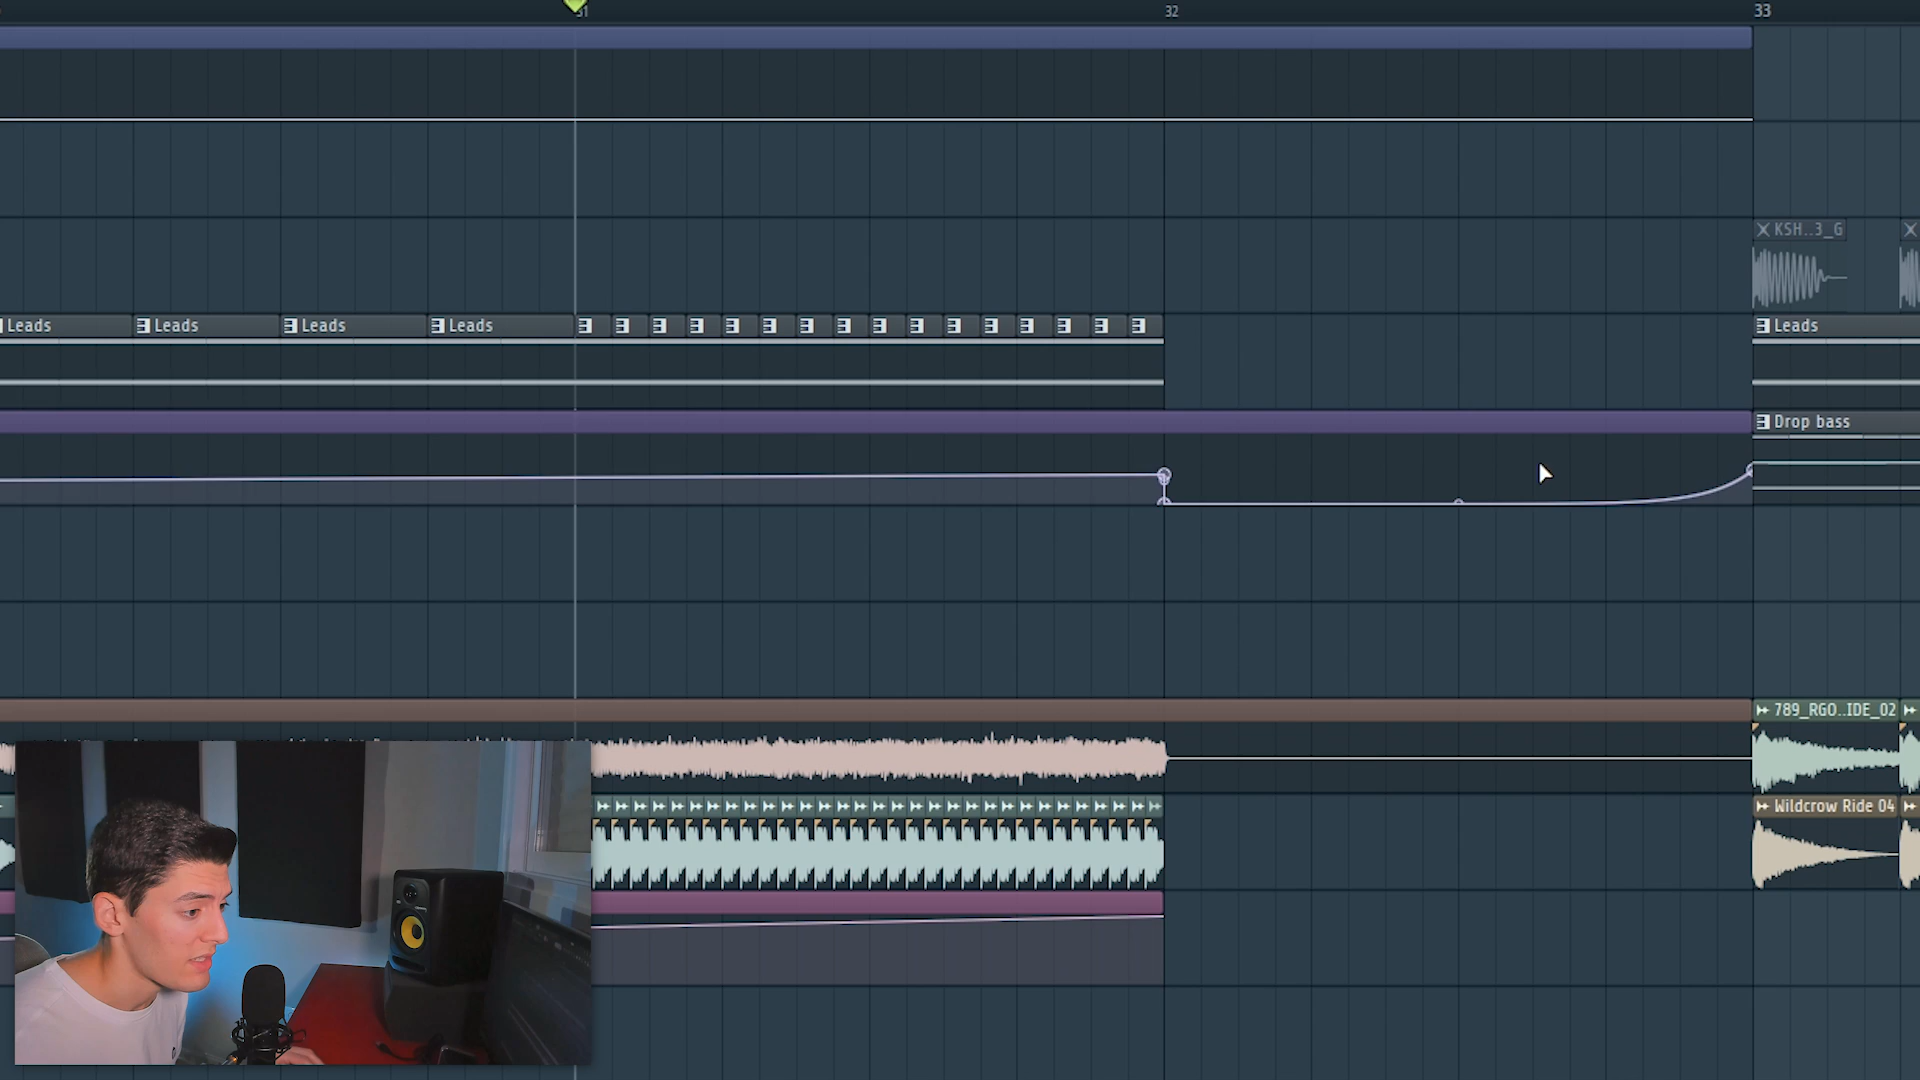 31
32
33
KSH..3_G
Leads
Leads
Leads
Leads
Leads
Drop bass
789_RGO..IDE_02
Wildcrow Ride 04